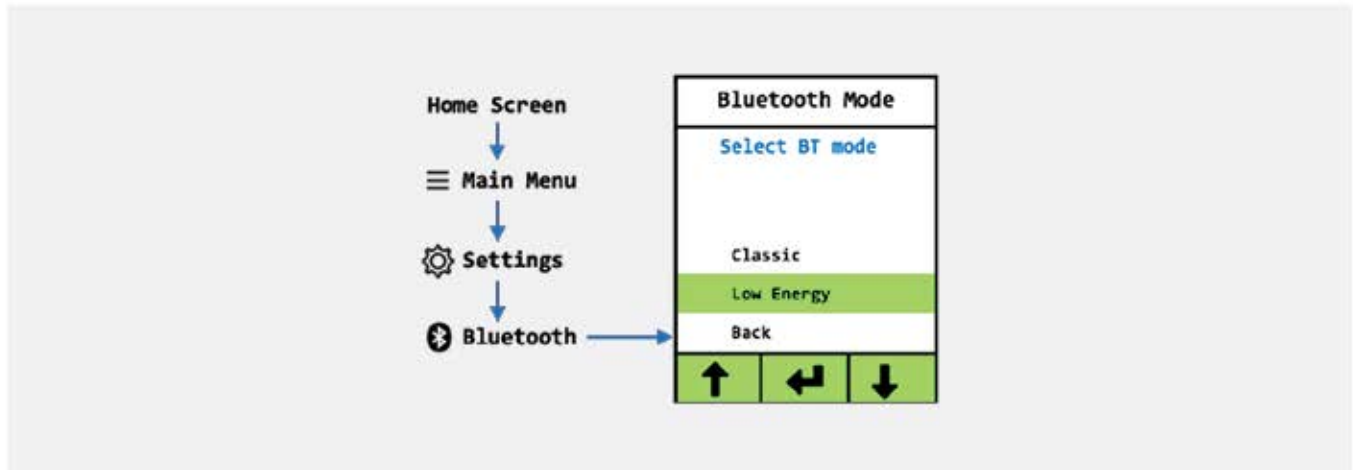 Home Screen
Main Menu
Settings
Bluetooth
Bluetooth Mode
Select BT mode
Classic
Low Energy
Back